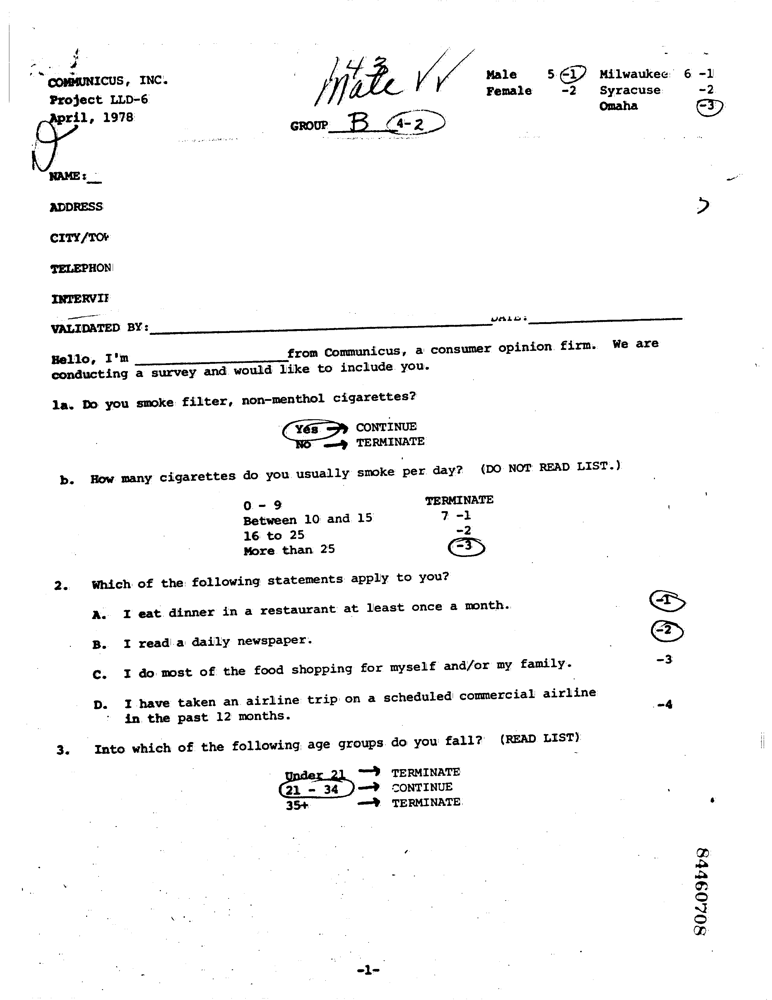 COMMUNICUS, INC.
Project LLD-6
April, 1978
143
Mate
GROUP B 4-2
Male 5 -1 Milwaukee 6 -1
Female -2 Syracuse -2
Omaha -3
NAME:
ADDRESS
CITY/TOW
TELEPHON
INTERVIE
VALIDATED BY: DATE:
Hello, I'm from Communicus, a consumer opinion firm. We are
conducting a survey and would like to include you.
1a. Do you smoke filter, non-menthol cigarettes?
Yes → CONTINUE
No → TERMINATE
b. How many cigarettes do you usually smoke per day? (DO NOT READ LIST.)
0 - 9 TERMINATE
Between 10 and 15 7 -1
16 to 25 -2
More than 25 -3
2. Which of the following statements apply to you?
A. I eat dinner in a restaurant at least once a month. -1
B. I read a daily newspaper. -2
C. I do most of the food shopping for myself and/or my family. -3
D. I have taken an airline trip on a scheduled commercial airline
in the past 12 months. -4
3. Into which of the following age groups do you fall? (READ LIST)
Under 21 → TERMINATE
21 - 34 → CONTINUE
35+ → TERMINATE
84460708
-1-